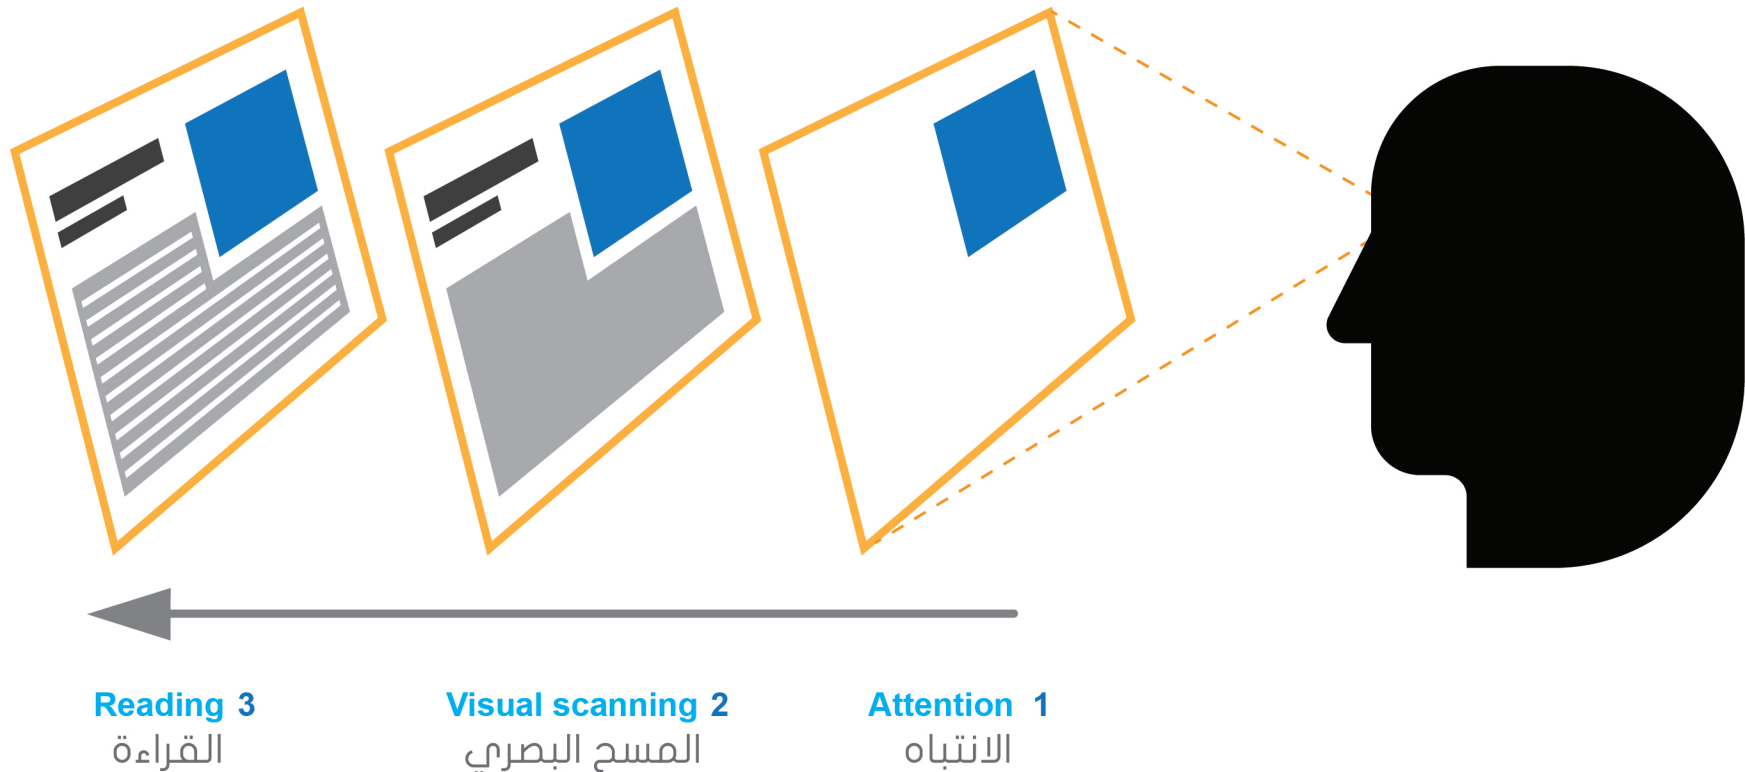 Attention 1
الانتباه
Visual scanning 2
المسح البصري
Reading 3
القراءة